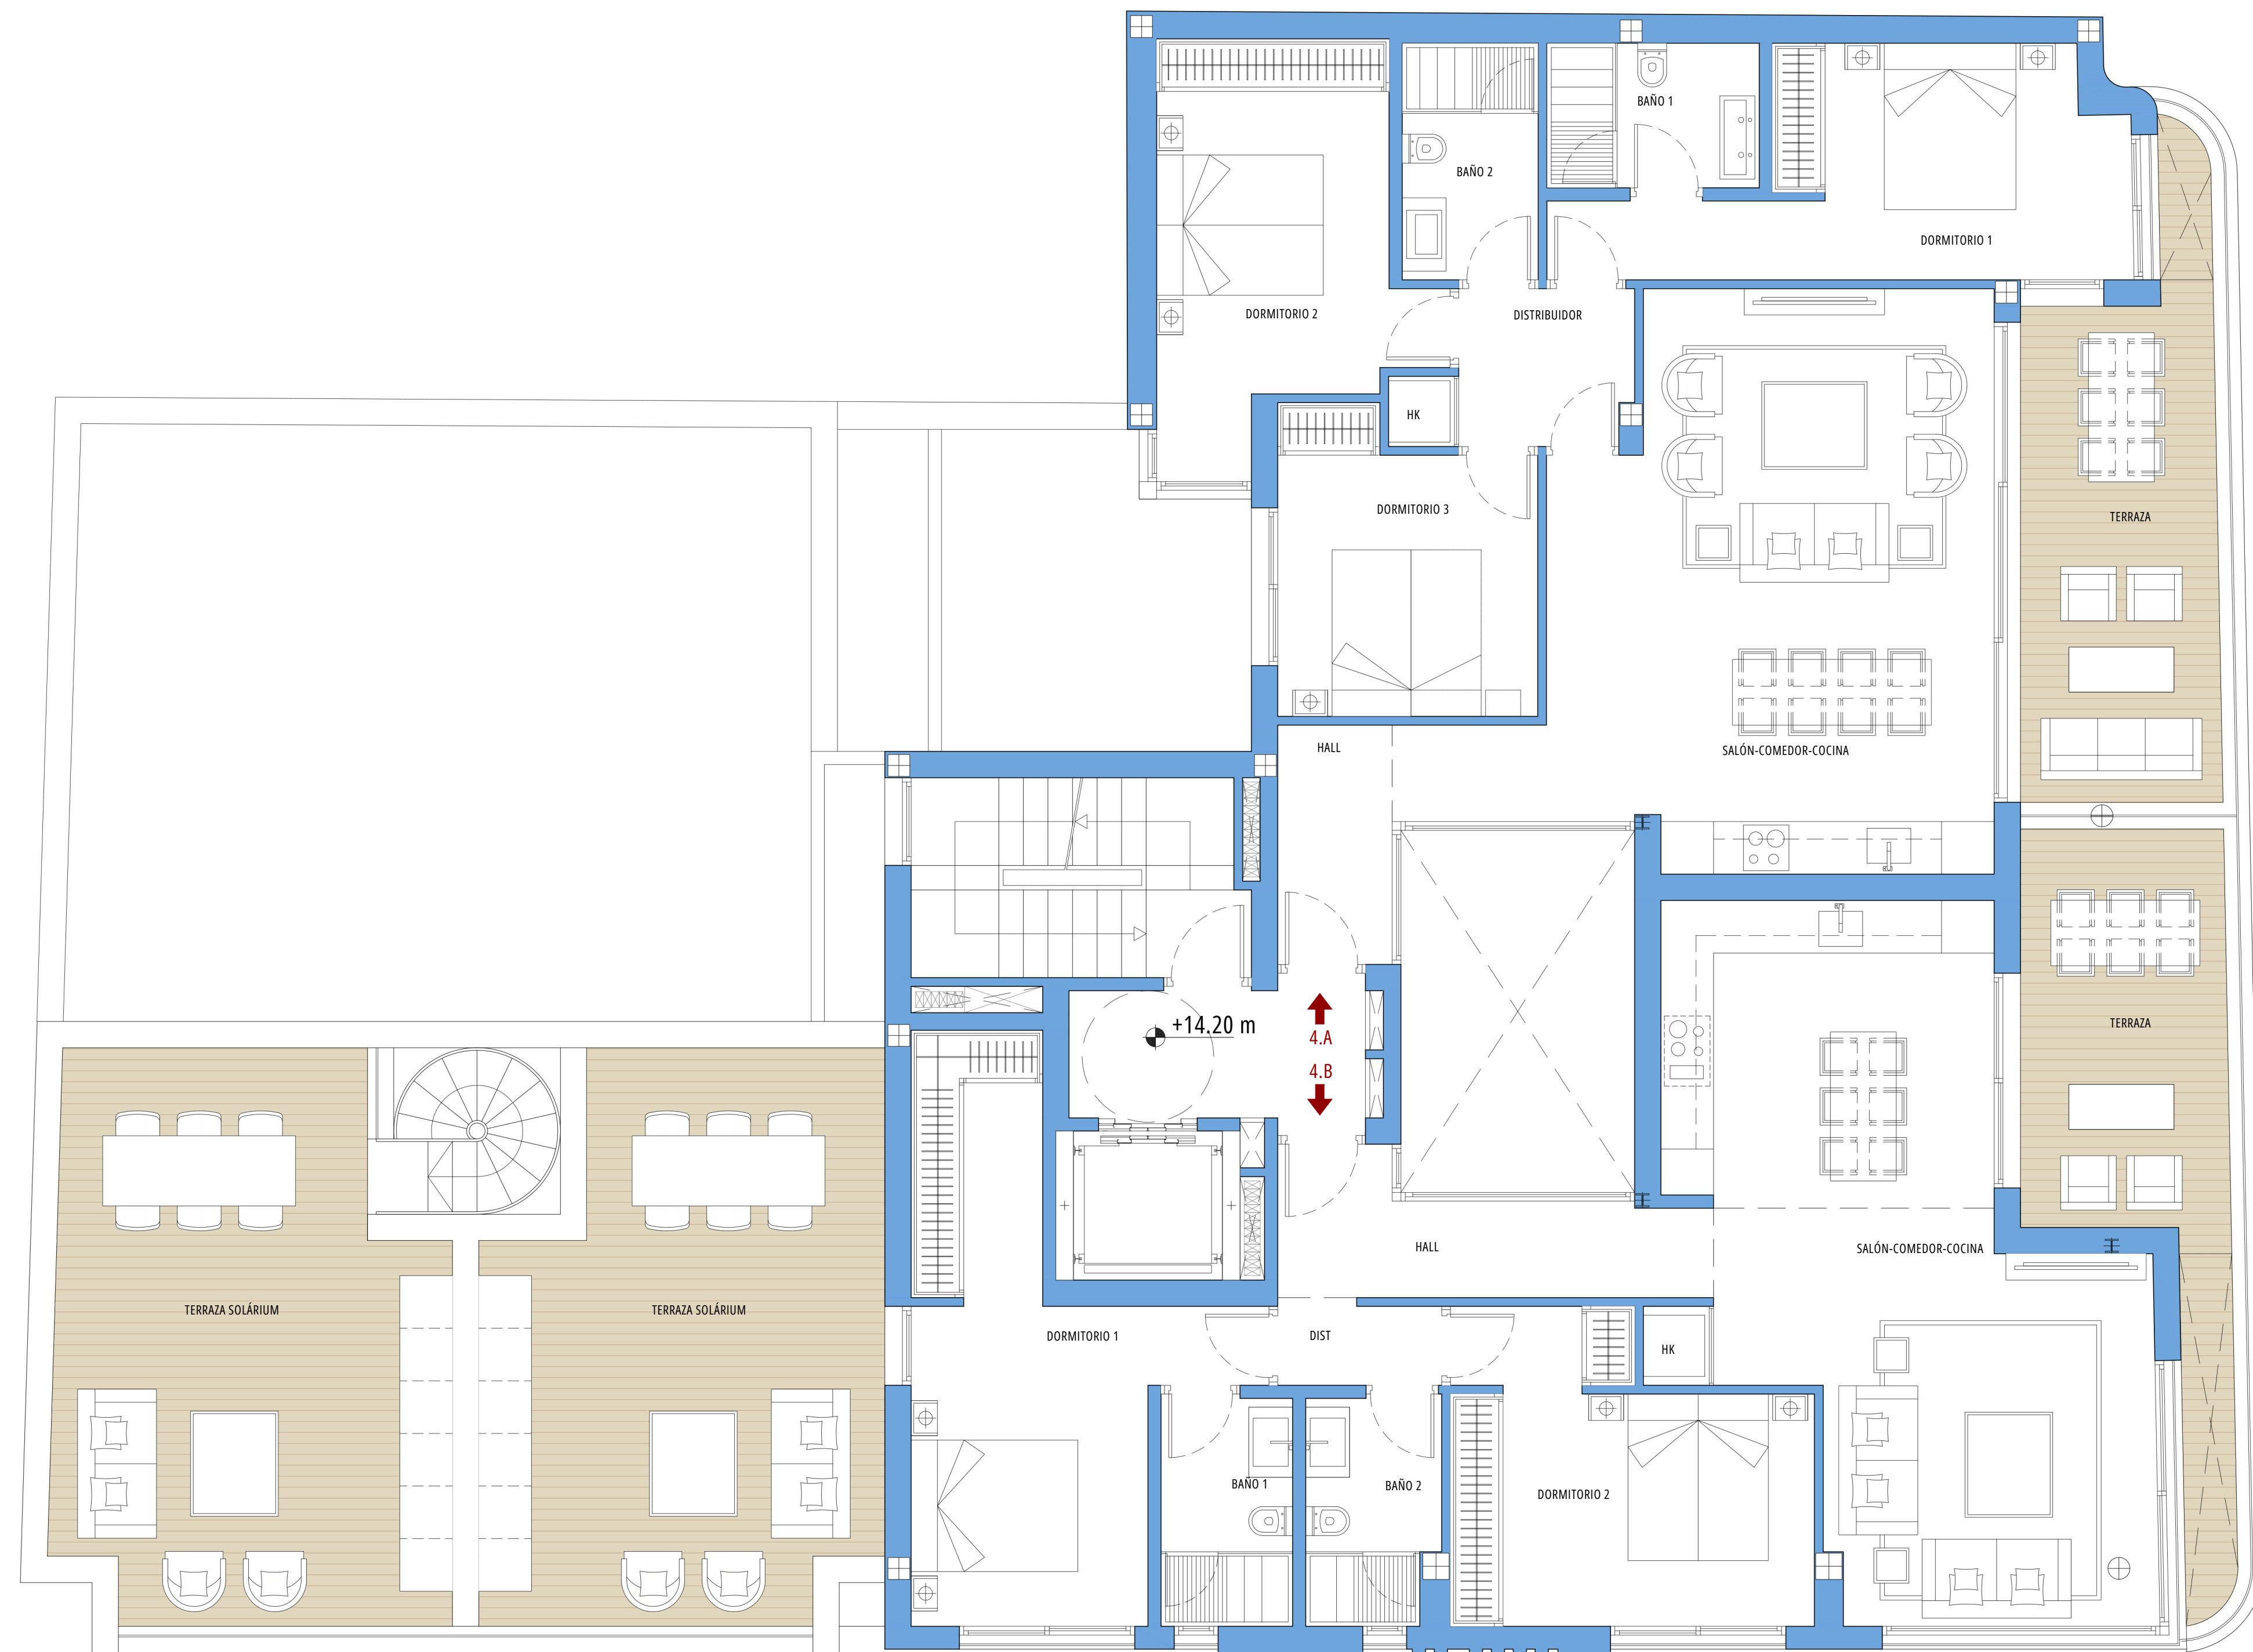 BAÑO 1
BAÑO 2
DORMITORIO 1
DORMITORIO 2
DISTRIBUIDOR
HK
DORMITORIO 3
TERRAZA
HALL
SALÓN-COMEDOR-COCINA
+14.20 m
4.A
4.B
TERRAZA
HALL
SALÓN-COMEDOR-COCINA
TERRAZA SOLÁRIUM
TERRAZA SOLÁRIUM
DORMITORIO 1
DIST
HK
BAÑO 1
BAÑO 2
DORMITORIO 2